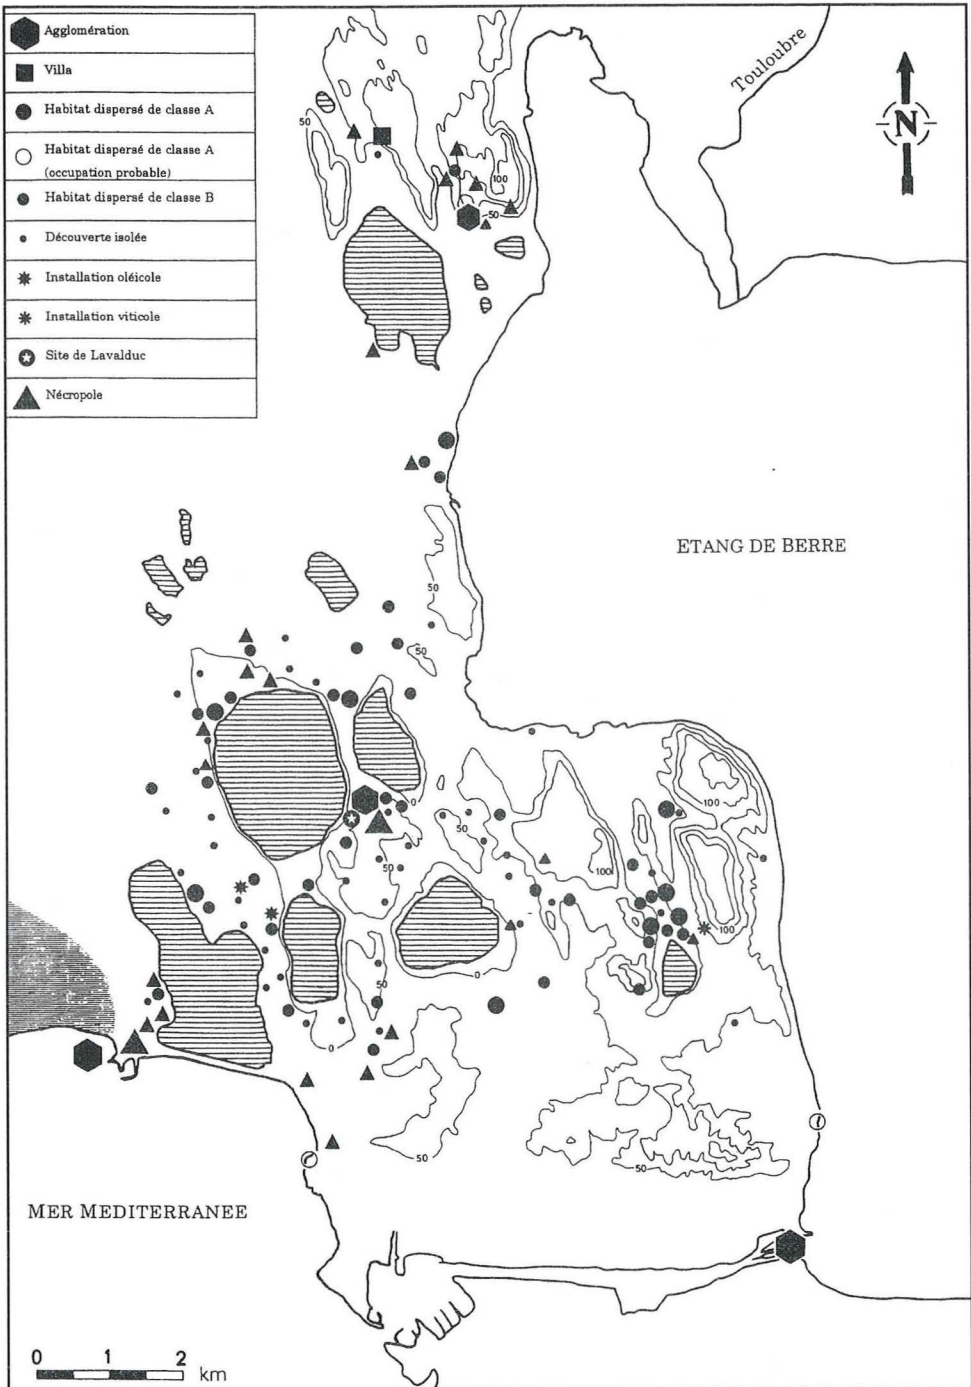 Agglomération
Villa
Habitat dispersé de classe A
Habitat dispersé de classe A
(occupation probable)
Habitat dispersé de classe B
Découverte isolée
Installation oléicole
Installation viticole
Site de Lavalduc
Nécropole
Touloubre
N
50
100
50
ETANG DE BERRE
50
50
100
0
50
50
100
100
0
50
0
50
50
MER MEDITERRANEE
0 1 2
km